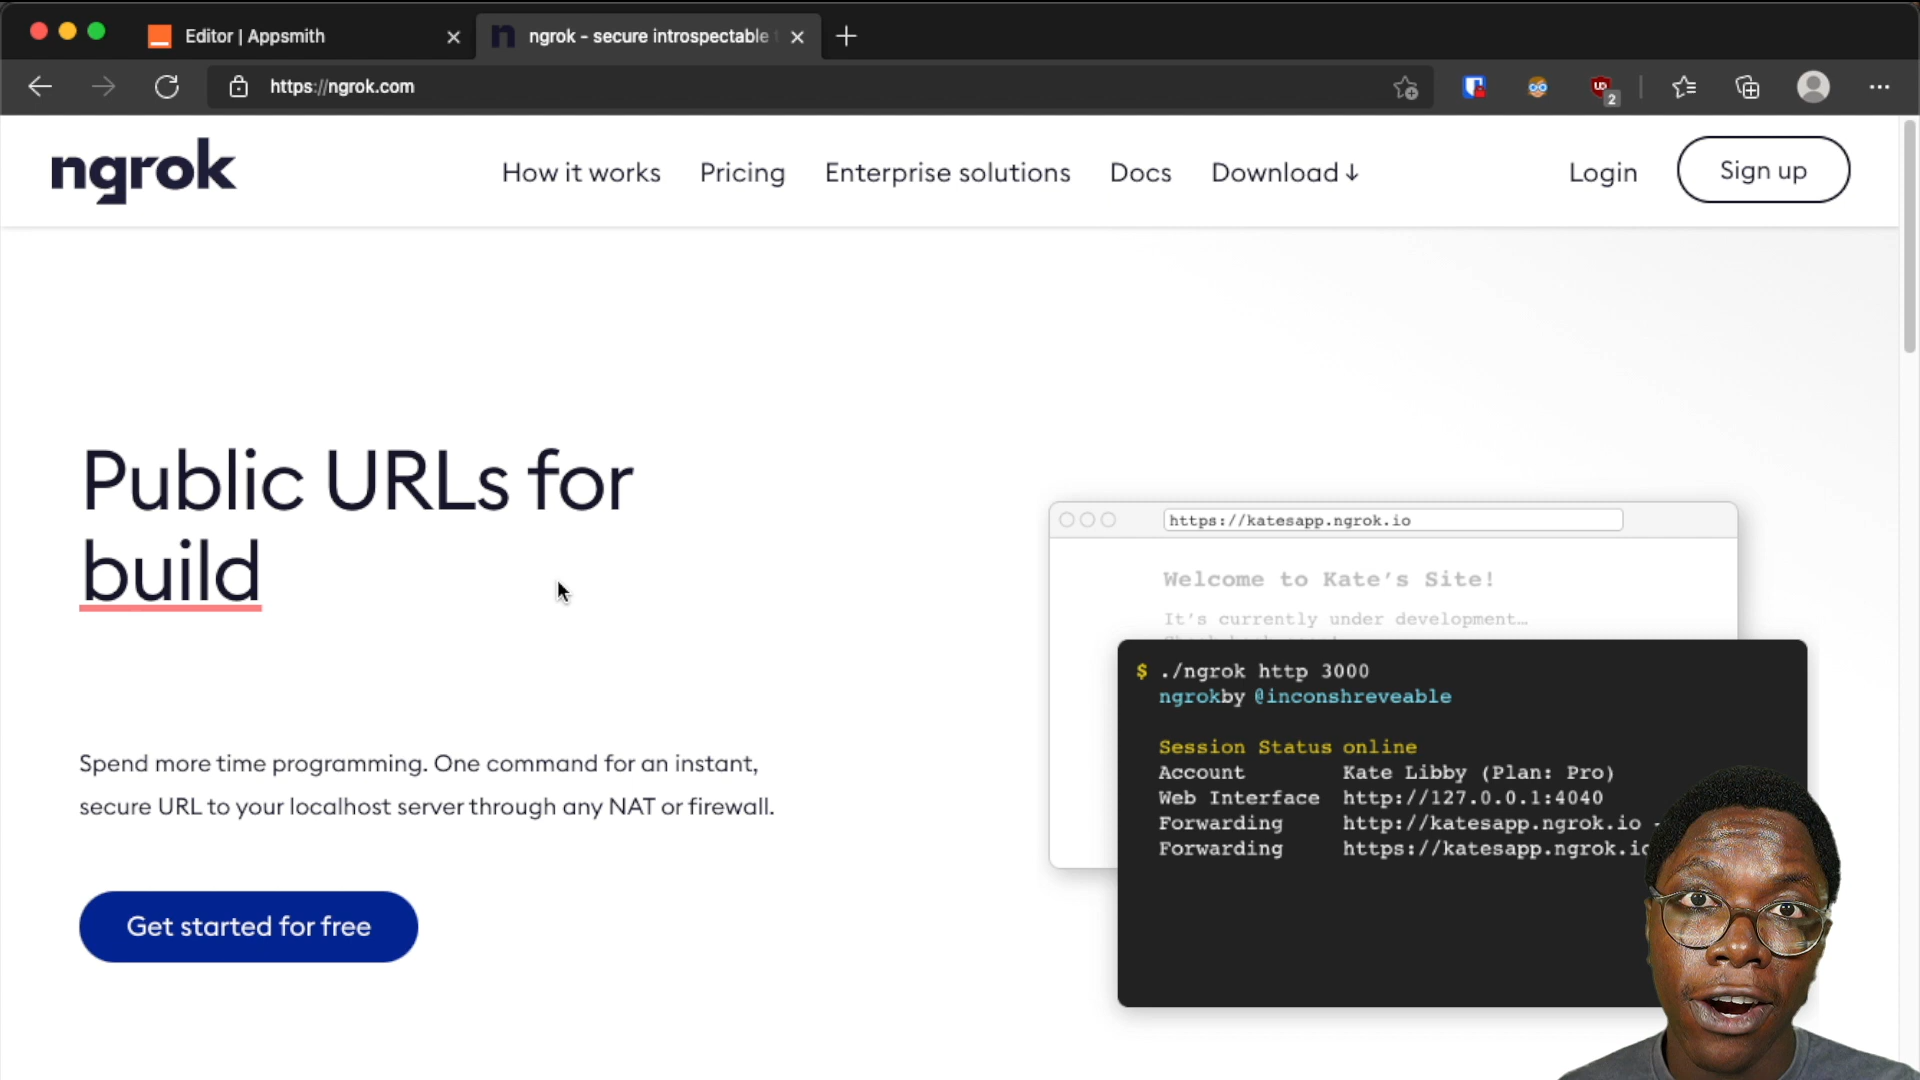 Editor | Appsmith
ngrok - secure introspectable
https://ngrok.com
2
ngrok
How it works
Pricing
Enterprise solutions
Docs
Download ↓
Login
Sign up
Public URLs for
build
Spend more time programming. One command for an instant,
secure URL to your localhost server through any NAT or firewall.
Get started for free
https://katesapp.ngrok.io
Welcome to Kate's Site!
It's currently under development…
$ ./ngrok http 3000
ngrokby @inconshreveable
Session Status online
Account Kate Libby (Plan: Pro)
Web Interface http://127.0.0.1:4040
Forwarding http://katesapp.ngrok.io -
Forwarding https://katesapp.ngrok.io